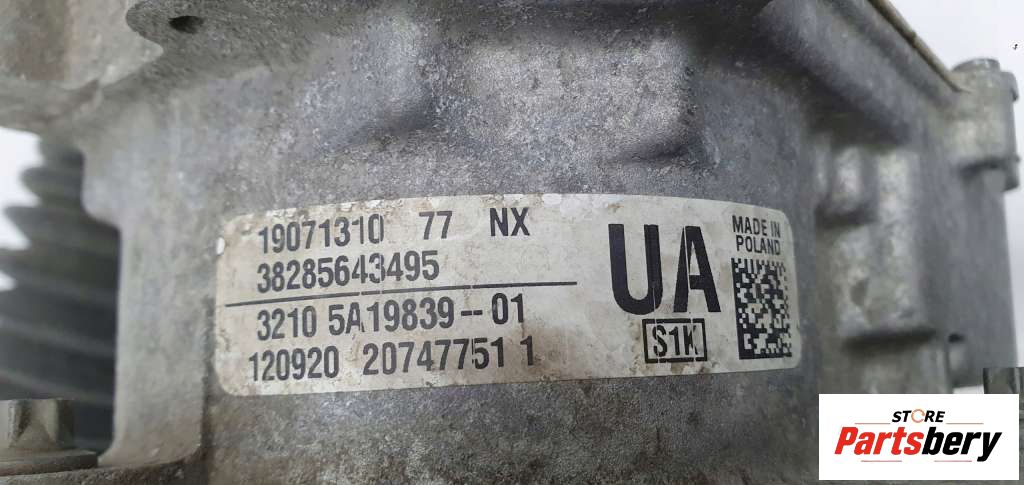 19071310 77 NX
38285643495
3210 5A19839-01
120920 20747751 1
UA
S1K
MADE IN
POLAND
STORE
Partsbery